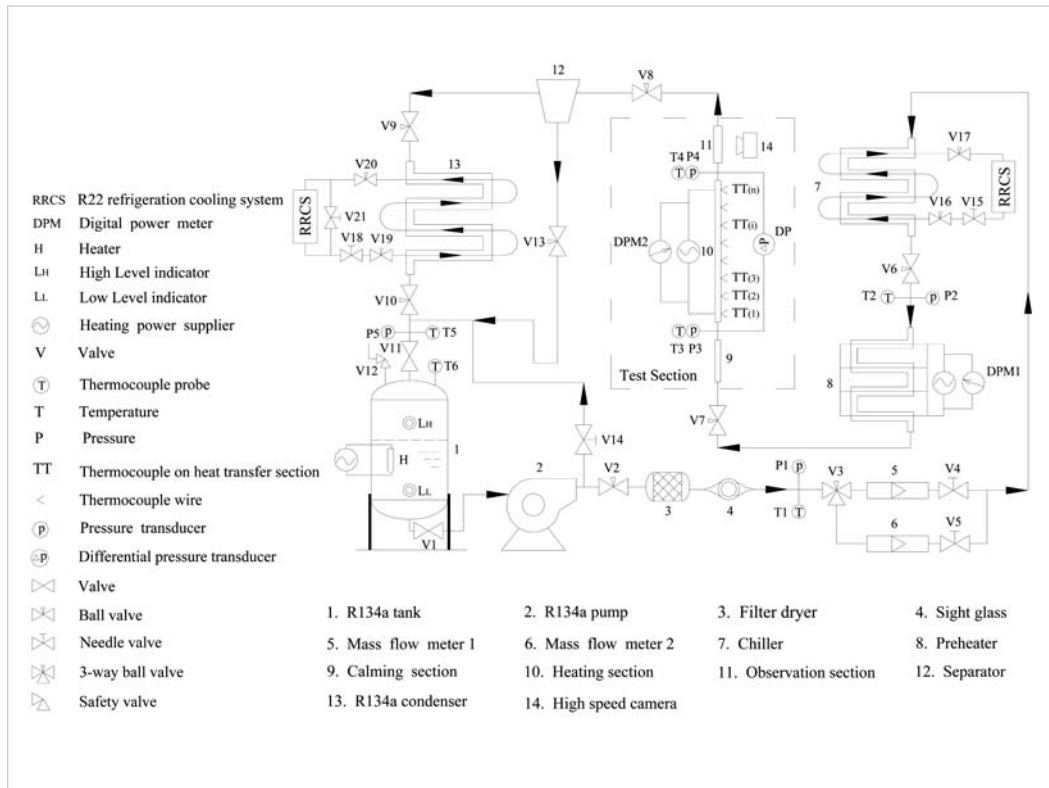 12
V8
V9
11
14
T4 P4
V17
V20
13
TT(n)
7
RRCS
RRCS
V21
TT(i)
V16 V15
V18 V19
V13
DPM2
10
DP
P
V6
TT(3)
T2
P2
V10
TT(2)
TT(1)
P5
T5
V11
T3 P3
9
DPM1
V12
T6
Test Section
8
LH
V7
V14
H
1
2
V2
P1
V3
5
V4
LL
3
4
T1
6
V5
V1
RRCS R22 refrigeration cooling system
DPM Digital power meter
H Heater
LH High Level indicator
LL Low Level indicator
Heating power supplier
V Valve
T Thermocouple probe
T Temperature
P Pressure
TT Thermocouple on heat transfer section
< Thermocouple wire
P Pressure transducer
△P Differential pressure transducer
Valve
Ball valve
Needle valve
3-way ball valve
Safety valve
1. R134a tank
2. R134a pump
3. Filter dryer
4. Sight glass
5. Mass flow meter 1
6. Mass flow meter 2
7. Chiller
8. Preheater
9. Calming section
10. Heating section
11. Observation section
12. Separator
13. R134a condenser
14. High speed camera